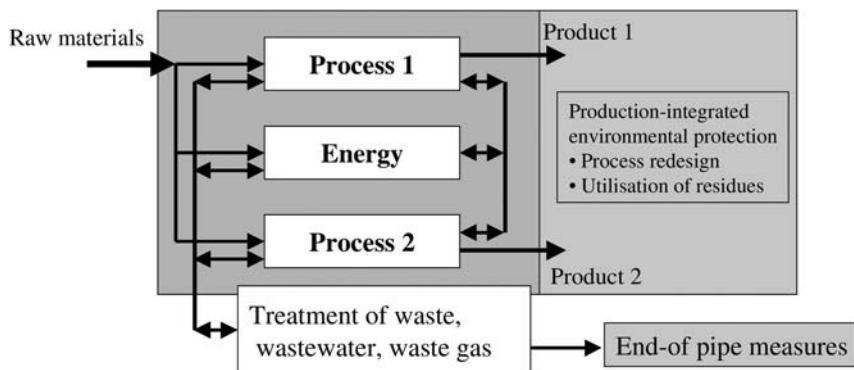 Raw materials
Product 1
Process 1
Production-integrated
environmental protection
• Process redesign
• Utilisation of residues
Energy
Process 2
Product 2
Treatment of waste,
wastewater, waste gas
End-of pipe measures